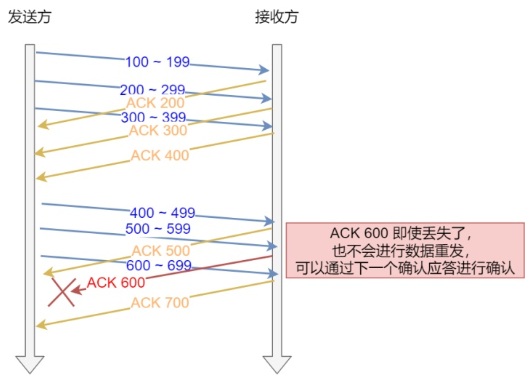 发送方
接收方
100 ~ 199
200 ~ 299
ACK 200
300 ~ 399
ACK 300
ACK 400
400 ~ 499
500 ~ 599
ACK 500
600 ~ 699
ACK 600
ACK 700
ACK 600 即使丢失了，
也不会进行数据重发，
可以通过下一个确认应答进行确认